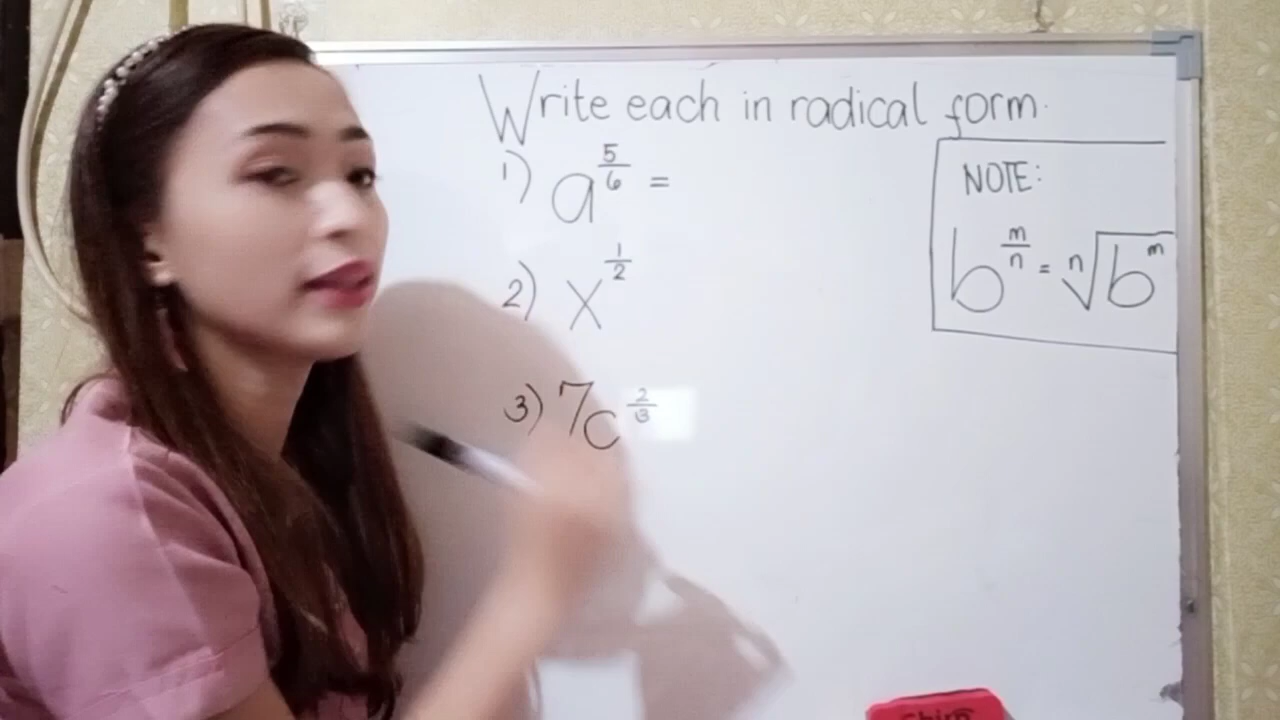 Write each in radical form.
1) a^(5/6) =
2) x^(1/2)
3) 7c^(2/3)
NOTE:
b^(m/n) = ⁿ√(b^m)